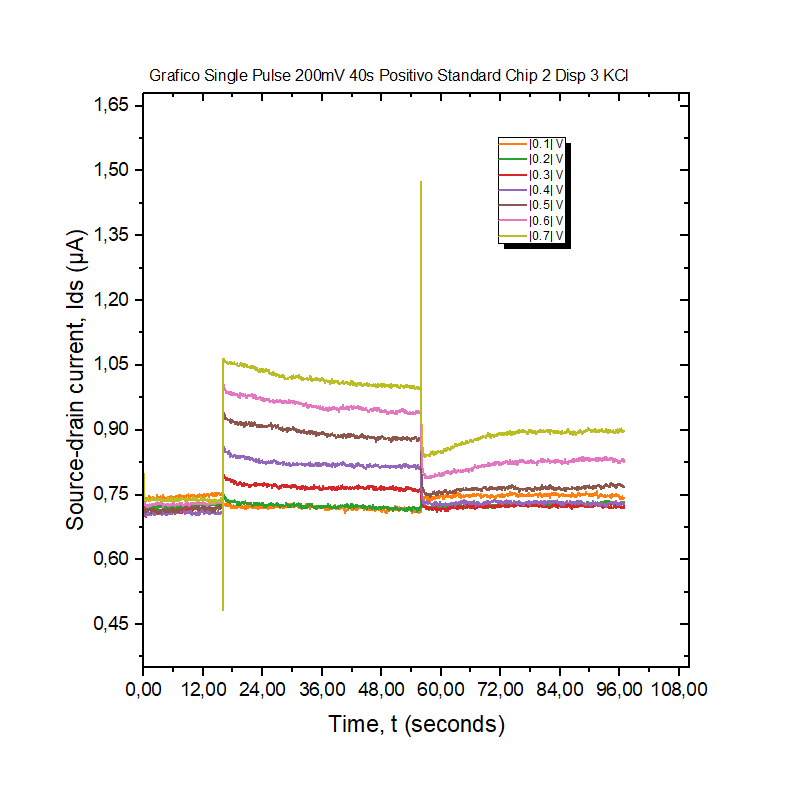 Grafico Single Pulse 200mV 40s Positivo Standard Chip 2 Disp 3 KCl
|0.1| V
|0.2| V
|0.3| V
|0.4| V
|0.5| V
|0.6| V
|0.7| V
1,65
1,50
1,35
1,20
1,05
0,90
0,75
0,60
0,45
Source-drain current, Ids (µA)
0,00 12,00 24,00 36,00 48,00 60,00 72,00 84,00 96,00 108,00
Time, t (seconds)